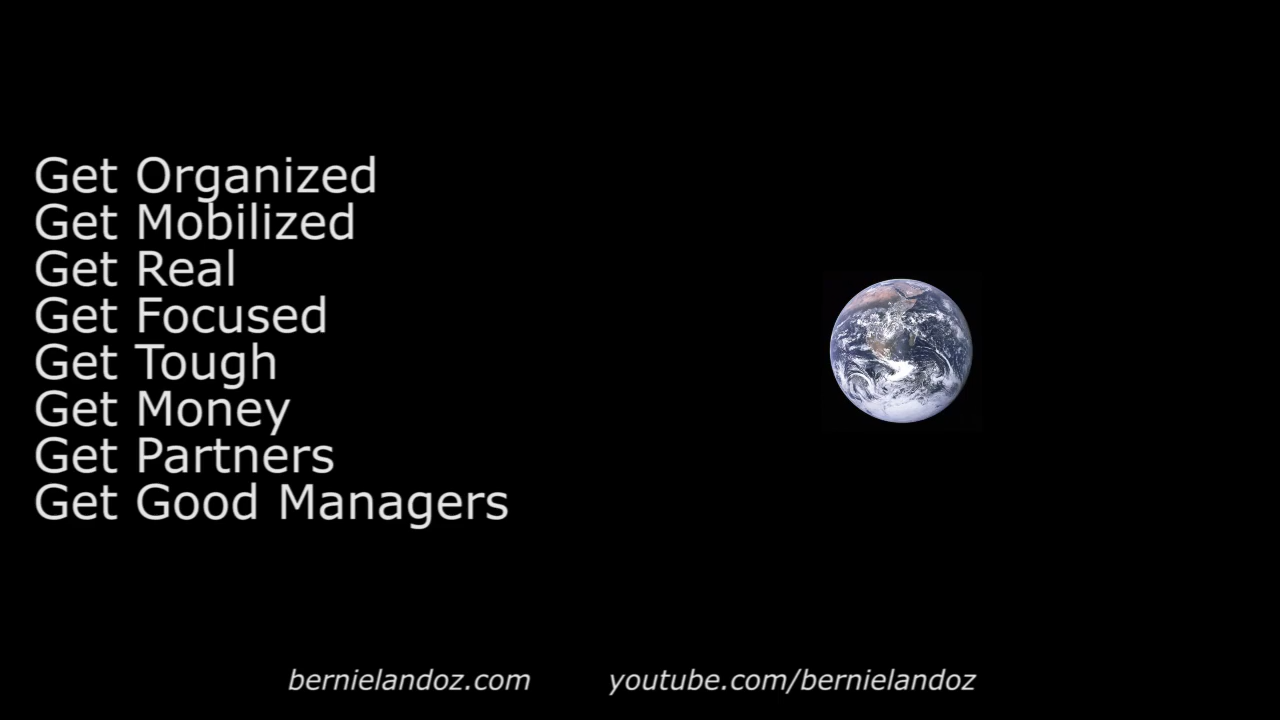 Get Organized
Get Mobilized
Get Real
Get Focused
Get Tough
Get Money
Get Partners
Get Good Managers
bernielandoz.com youtube.com/bernielandoz